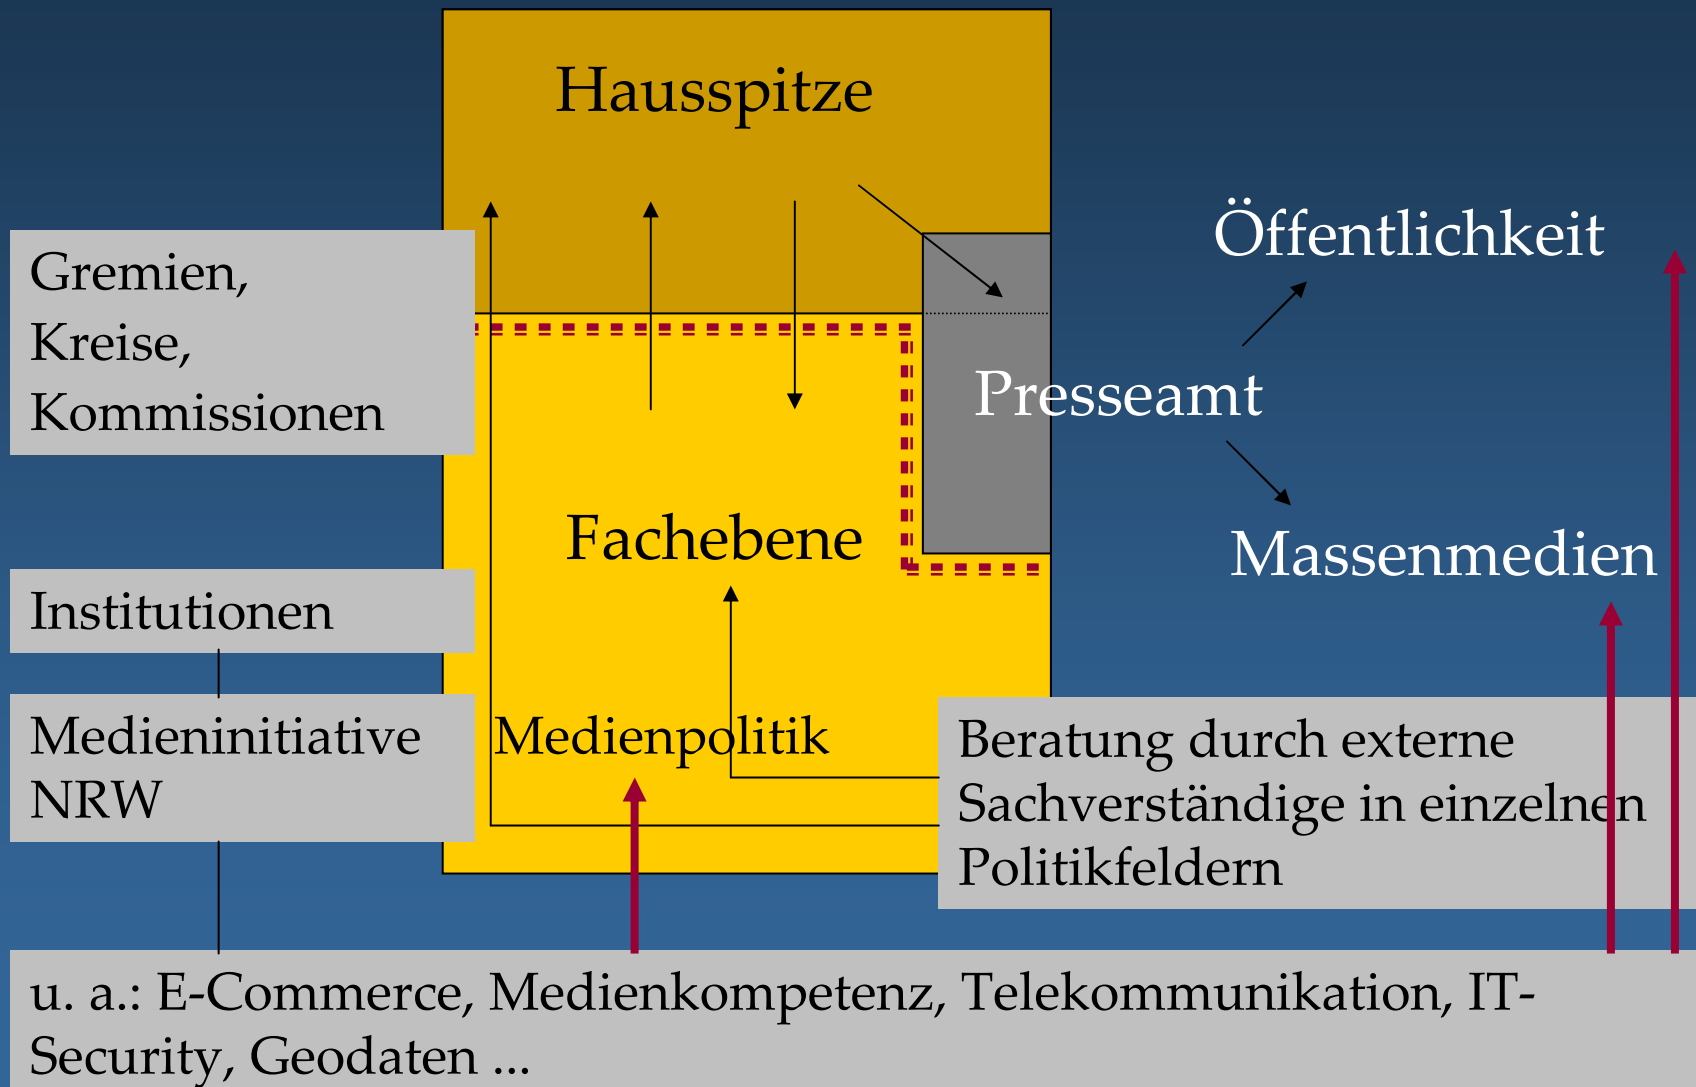 Hausspitze
Gremien,
Kreise,
Kommissionen
Öffentlichkeit
Presseamt
Fachebene
Massenmedien
Institutionen
Medieninitiative
NRW
Medienpolitik
Beratung durch externe
Sachverständige in einzelnen
Politikfeldern
u. a.: E-Commerce, Medienkompetenz, Telekommunikation, IT-
Security, Geodaten ...